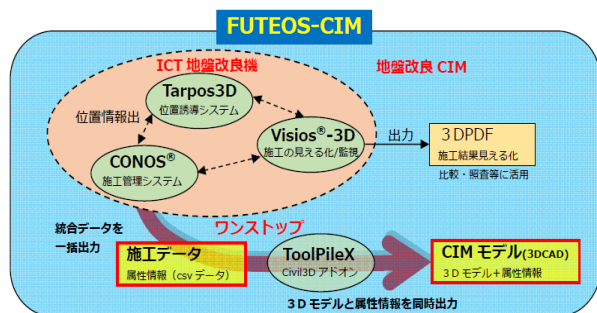 FUTEOS-CIM
ICT 地盤改良機
地盤改良 CIM
Tarpos3D
位置誘導システム
位置情報出
Visios®-3D
施工の見える化/監視
出力
3DPDF
施工結果見える化
比較・照査等に活用
CONOS®
施工管理システム
統合データを
一括出力
ワンストップ
施工データ
属性情報（csv データ）
ToolPileX
Civil3D アドオン
CIM モデル(3DCAD)
3D モデル＋属性情報
3D モデルと属性情報を同時出力